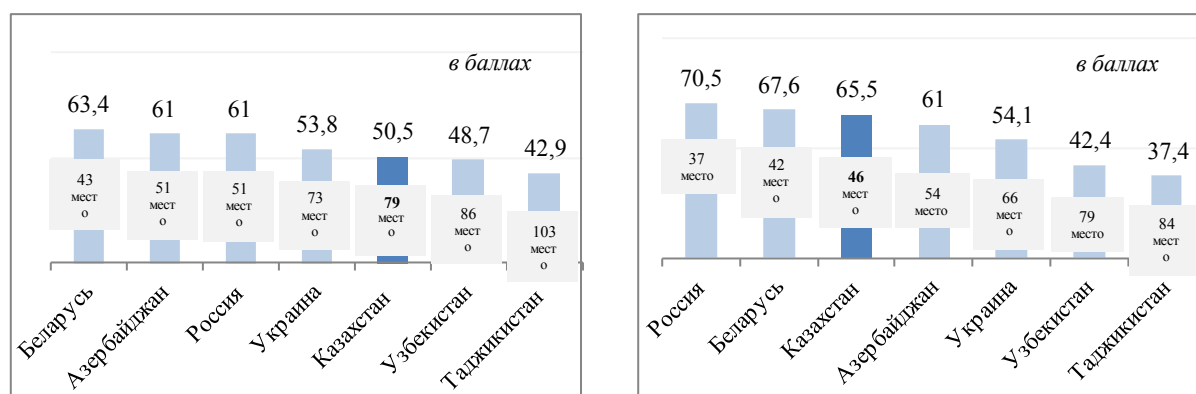 в баллах
63,4
61
61
53,8
50,5
48,7
42,9
43
мест
о
51
мест
о
51
мест
о
73
мест
о
79
мест
о
86
мест
о
103
мест
о
Беларусь
Азербайджан
Россия
Украина
Казахстан
Узбекистан
Таджикистан
в баллах
70,5
67,6
65,5
61
54,1
42,4
37,4
37
место
42
мест
о
46
мест
о
54
место
66
мест
о
79
место
84
мест
о
Россия
Беларусь
Казахстан
Азербайджан
Украина
Узбекистан
Таджикистан